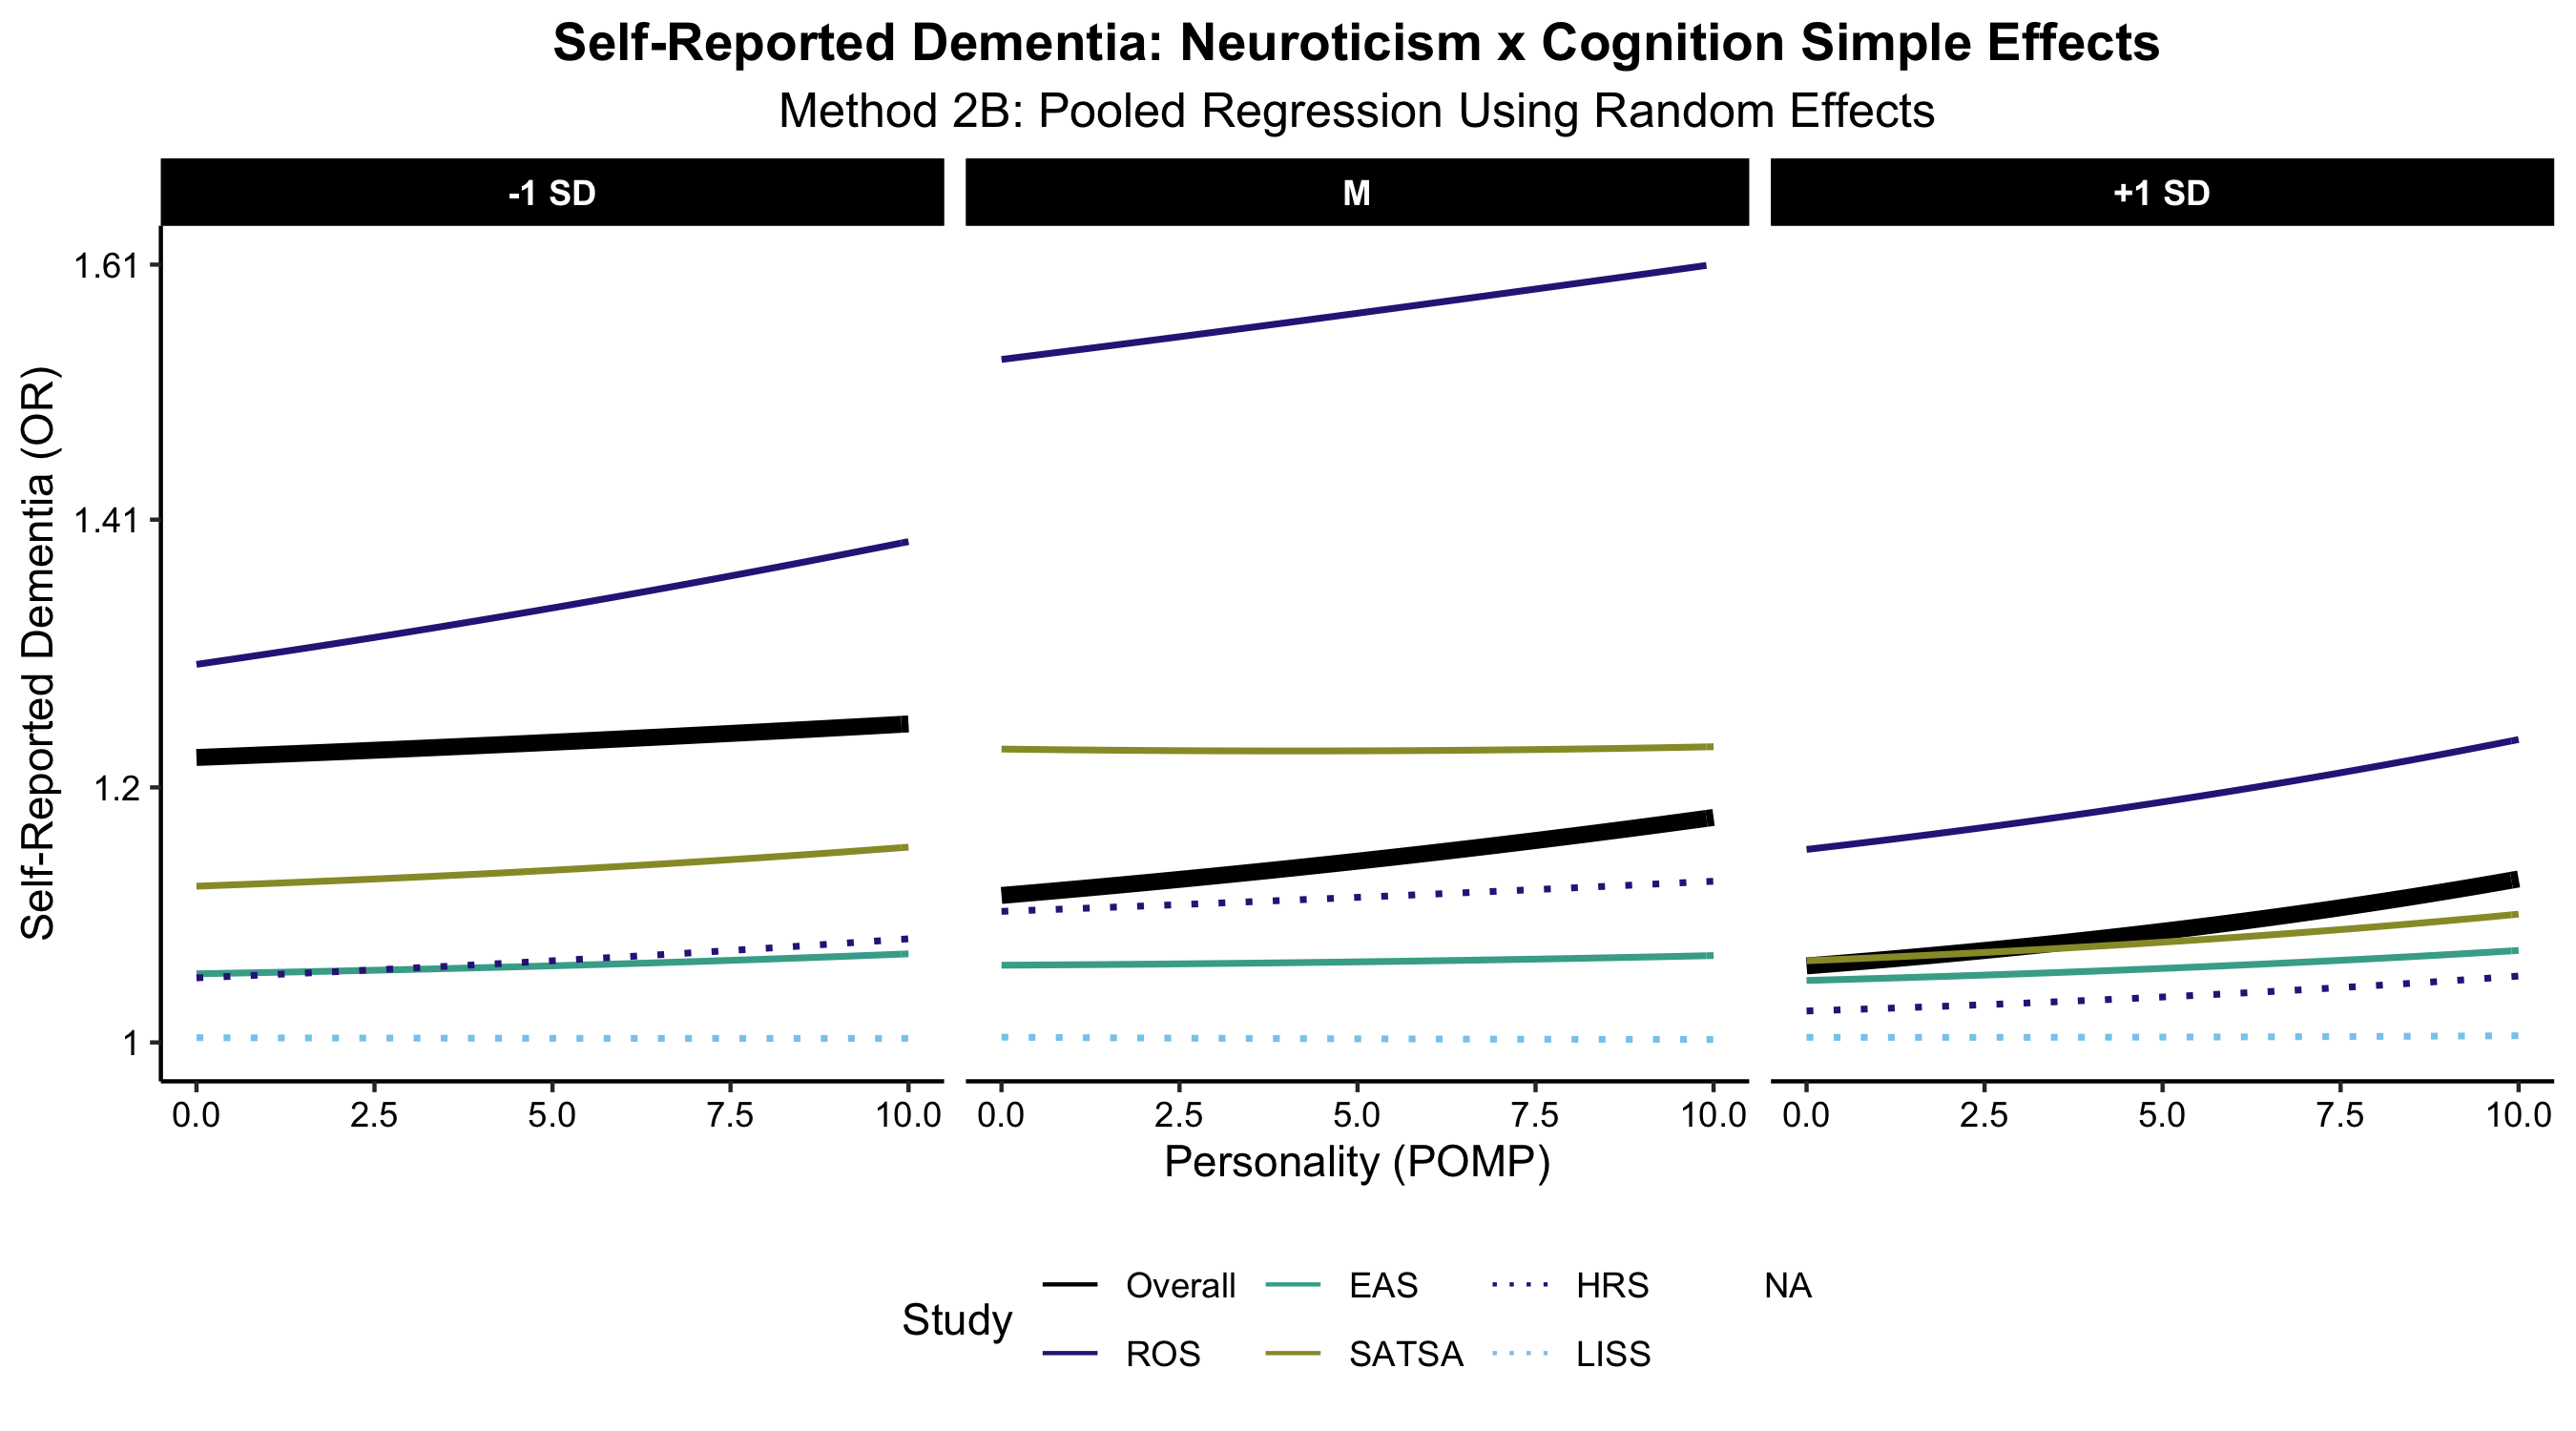 Self-Reported Dementia: Neuroticism x Cognition Simple Effects
Method 2B: Pooled Regression Using Random Effects
-1 SD M +1 SD
Self-Reported Dementia (OR)
1.61
1.41
1.2
1
0.0 2.5 5.0 7.5 10.0 0.0 2.5 5.0 7.5 10.0 0.0 2.5 5.0 7.5 10.0
Personality (POMP)
Study
Overall EAS HRS NA
ROS SATSA LISS